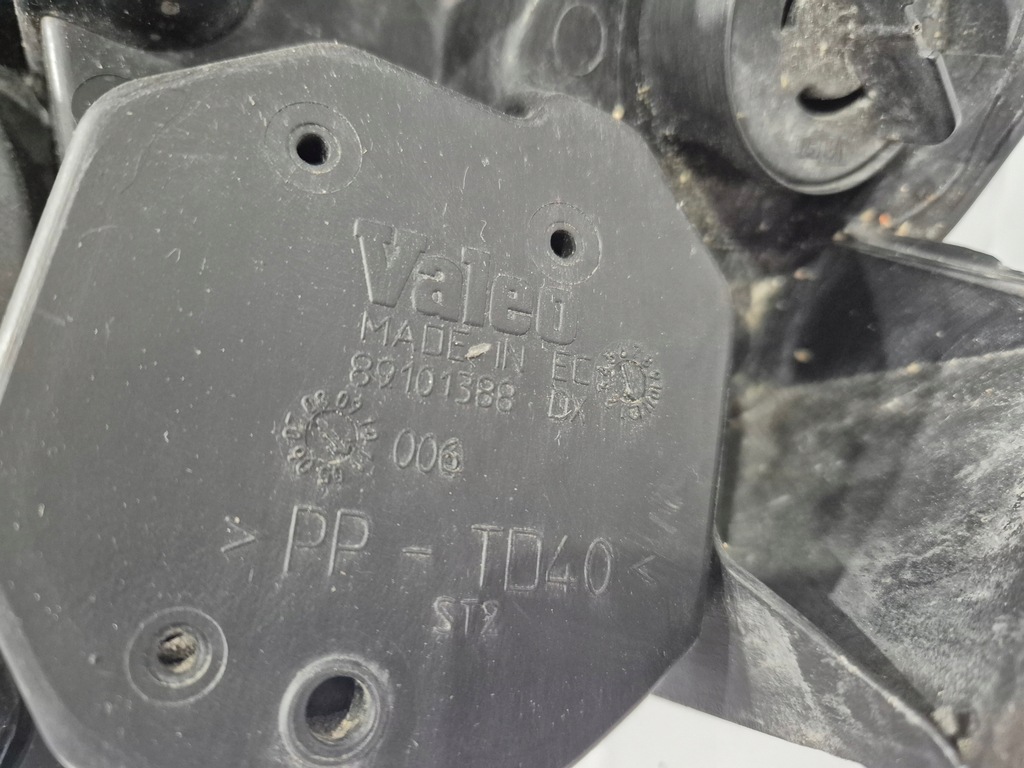 Valeo
MADE IN EC
89101388 DX
006
> PP - TD40 <
ST2